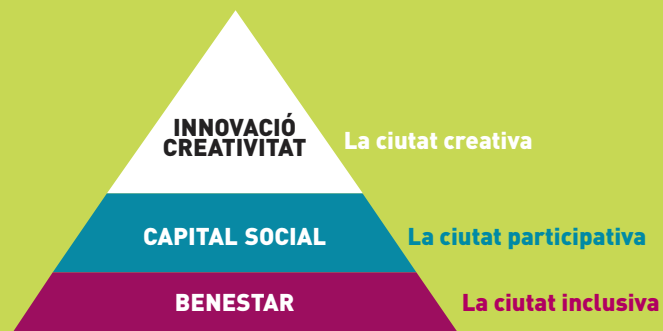 INNOVACIÓ
CREATIVITAT
La ciutat creativa
CAPITAL SOCIAL
La ciutat participativa
BENESTAR
La ciutat inclusiva